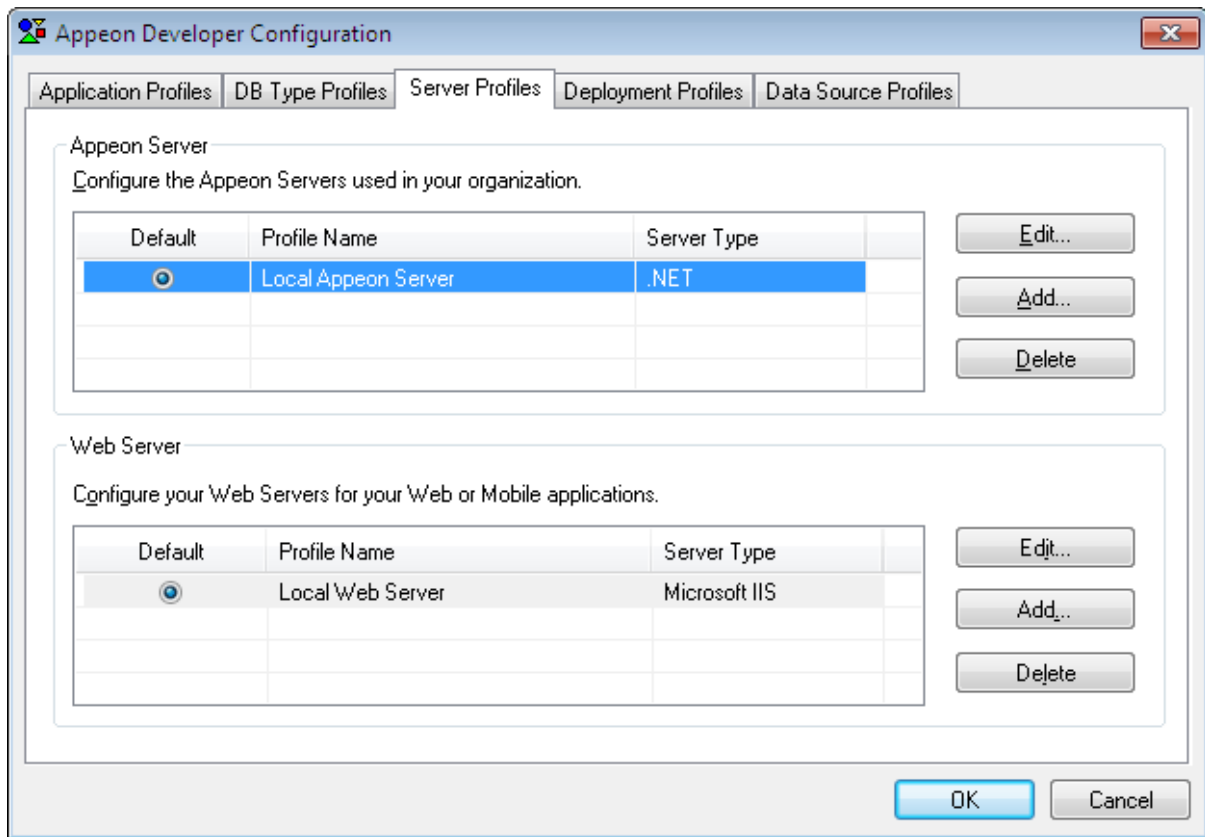 Appeon Developer Configuration
Application Profiles DB Type Profiles Server Profiles Deployment Profiles Data Source Profiles
Appeon Server
Configure the Appeon Servers used in your organization.
Default Profile Name Server Type
Local Appeon Server .NET
Edit...
Add...
Delete
Web Server
Configure your Web Servers for your Web or Mobile applications.
Default Profile Name Server Type
Local Web Server Microsoft IIS
Edit...
Add...
Delete
OK Cancel